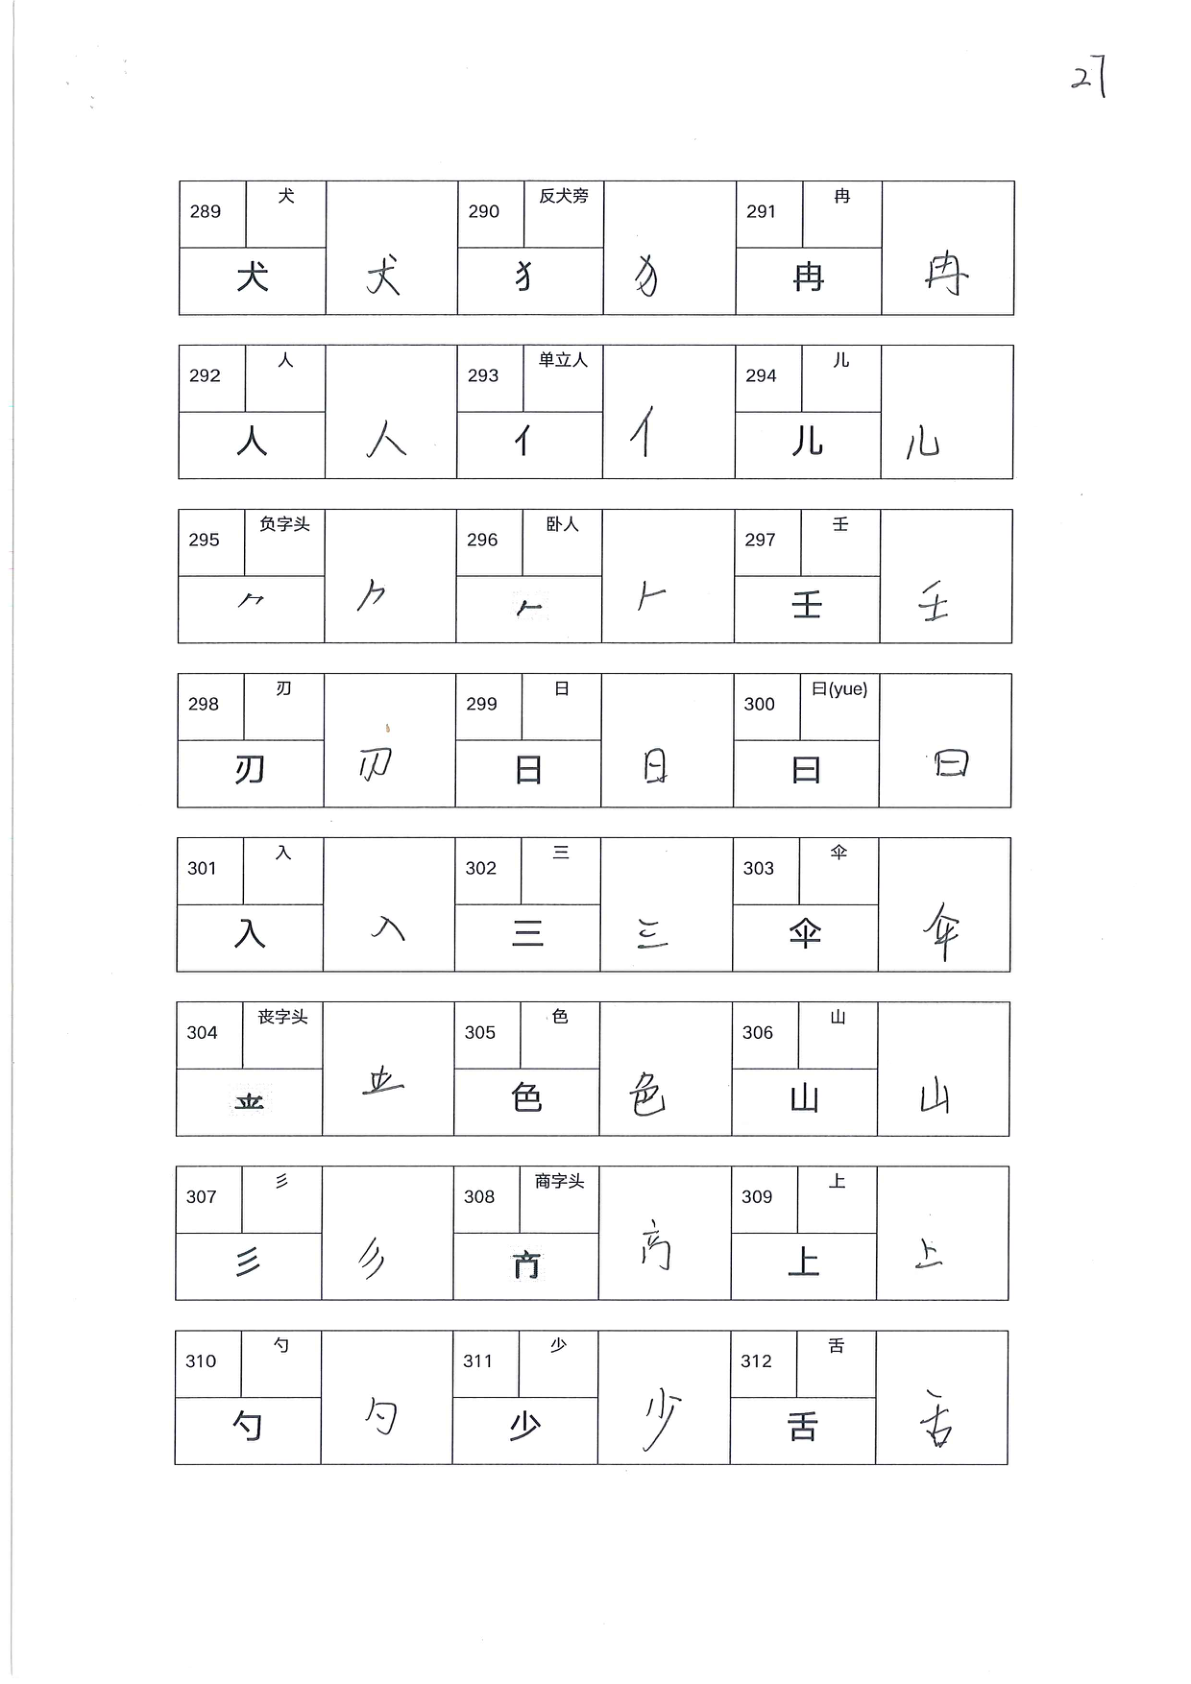 27
289 犬 290 反犬旁 291 冉
犬 犬 犭 犭 冉 冉
292 人 293 单立人 294 儿
人 人 亻 亻 儿 儿
295 负字头 296 卧人 297 壬
⺈ ⺈ 𠂉 𠂉 壬 壬
298 刃 299 日 300 曰(yue)
刃 刃 日 日 曰 曰
301 入 302 三 303 伞
入 入 三 三 伞 伞
304 丧字头 305 色 306 山
色 色 山 山
307 彡 308 商字头 309 上
彡 彡 上 上
310 勺 311 少 312 舌
勺 勺 少 少 舌 舌